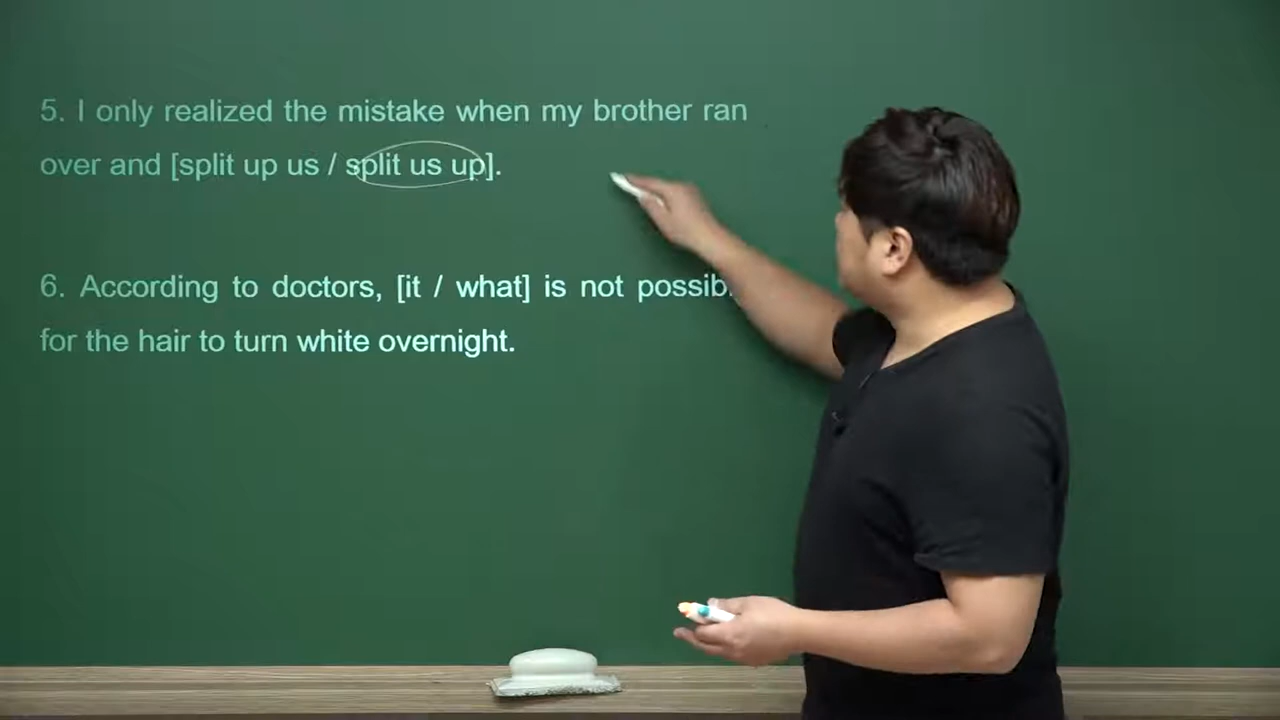 5. I only realized the mistake when my brother ran
over and [split up us / split us up].
6. According to doctors, [it / what] is not
for the hair to turn white overnight.